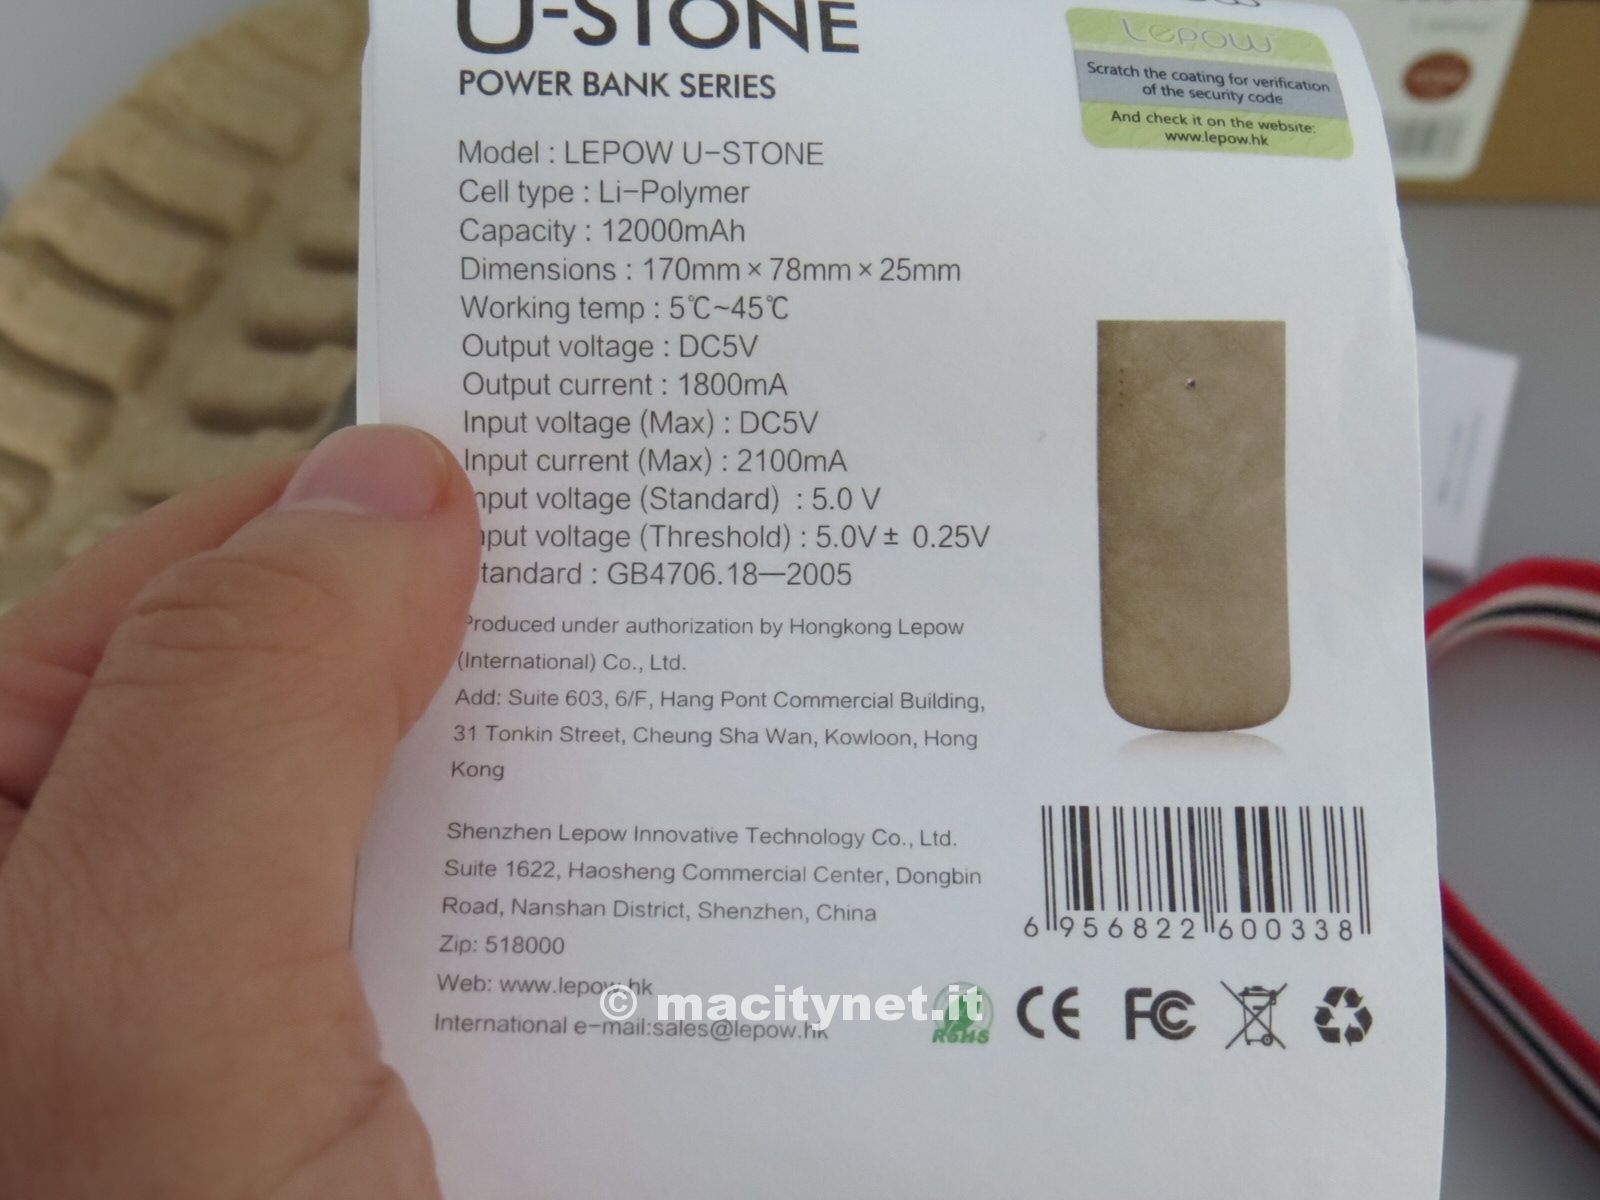 U-STONE
POWER BANK SERIES
Model : LEPOW U-STONE
Cell type : Li-Polymer
Capacity : 12000mAh
Dimensions : 170mm × 78mm × 25mm
Working temp : 5℃~45℃
Output voltage : DC5V
Output current : 1800mA
Input voltage (Max) : DC5V
Input current (Max) : 2100mA
Input voltage (Standard) : 5.0 V
Input voltage (Threshold) : 5.0V ± 0.25V
Standard : GB4706.18—2005
Produced under authorization by Hongkong Lepow
(International) Co., Ltd.
Add: Suite 603, 6/F, Hang Pont Commercial Building,
31 Tonkin Street, Cheung Sha Wan, Kowloon, Hong
Kong
Shenzhen Lepow Innovative Technology Co., Ltd.
Suite 1622, Haosheng Commercial Center, Dongbin
Road, Nanshan District, Shenzhen, China
Zip: 518000
Web: www.lepow.hk
International e-mail:sales@lepow.hk
Lepow
Scratch the coating for verification
of the security code
And check it on the website:
www.lepow.hk
6 956822 600338
RoHS CE FC
© macitynet.it